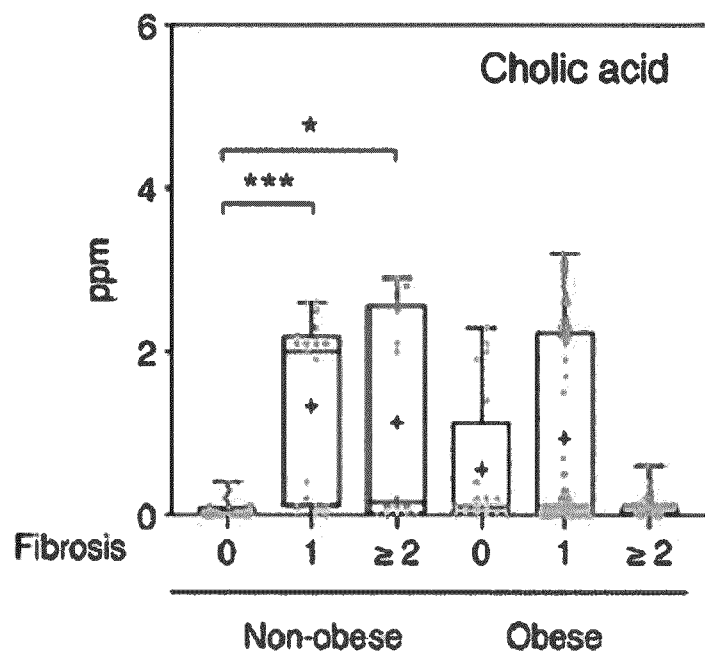 6
Cholic acid
*
4
***
ppm
2
0
Fibrosis 0 1 ≥ 2 0 1 ≥ 2
Non-obese Obese